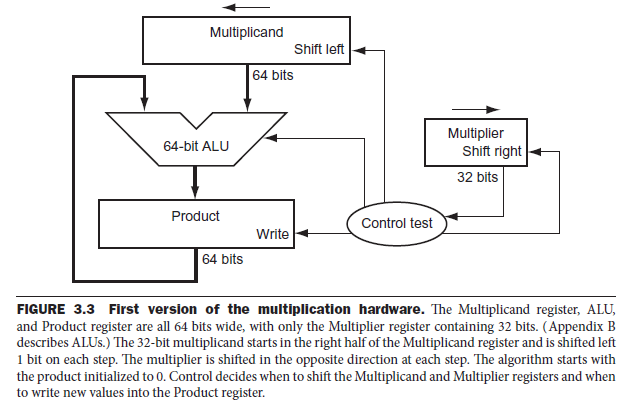 Multiplicand
Shift left
64 bits
64-bit ALU
Multiplier
Shift right
32 bits
Product
Write
Control test
64 bits
FIGURE 3.3 First version of the multiplication hardware. The Multiplicand register, ALU,
and Product register are all 64 bits wide, with only the Multiplier register containing 32 bits. (Appendix B
describes ALUs.) The 32-bit multiplicand starts in the right half of the Multiplicand register and is shifted left
1 bit on each step. The multiplier is shifted in the opposite direction at each step. The algorithm starts with
the product initialized to 0. Control decides when to shift the Multiplicand and Multiplier registers and when
to write new values into the Product register.